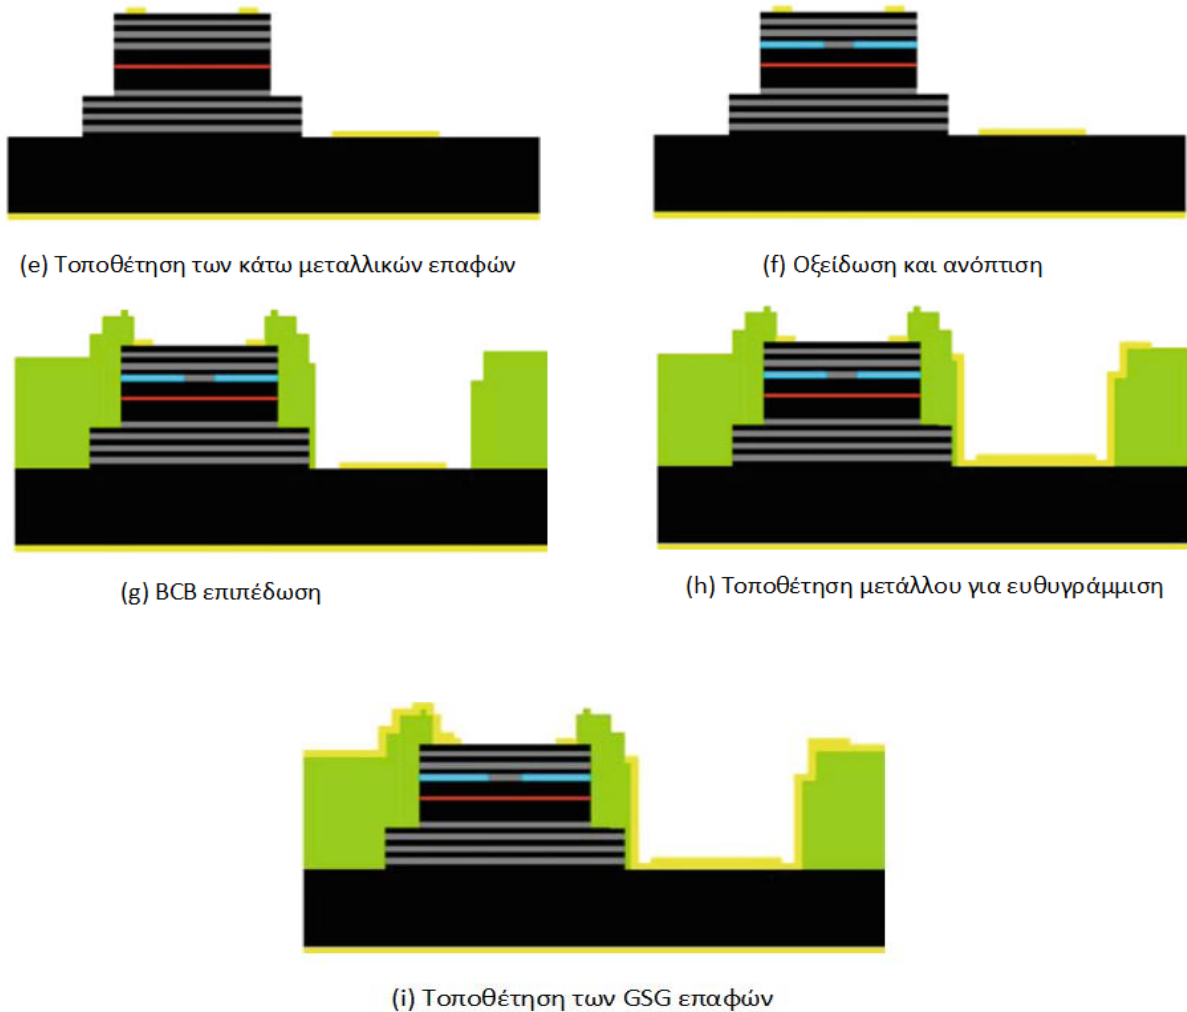 (e) Τοποθέτηση των κάτω μεταλλικών επαφών
(f) Οξείδωση και ανόπτιση
(g) BCB επιπέδωση
(h) Τοποθέτηση μετάλλου για ευθυγράμμιση
(i) Τοποθέτηση των GSG επαφών